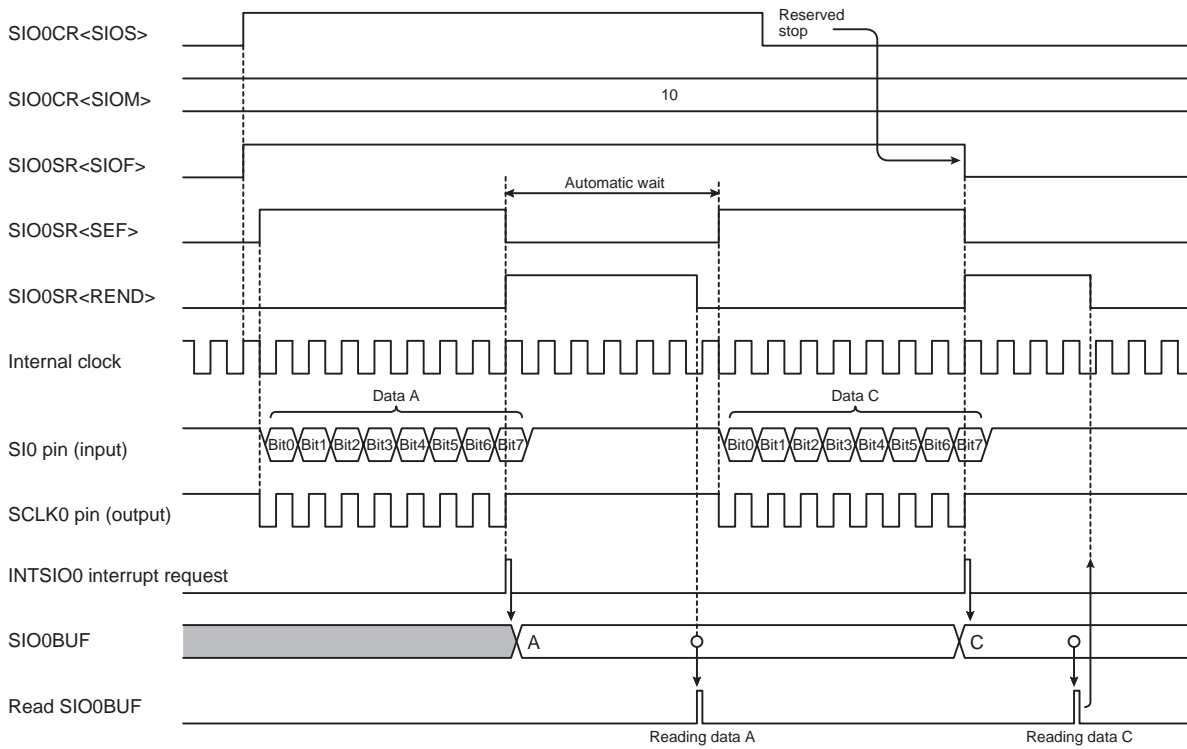 Reserved
stop
SIO0CR<SIOS>
SIO0CR<SIOM>
10
SIO0SR<SIOF>
Automatic wait
SIO0SR<SEF>
SIO0SR<REND>
Internal clock
Data A
Data C
SI0 pin (input)
Bit0 Bit1 Bit2 Bit3 Bit4 Bit5 Bit6 Bit7
Bit0 Bit1 Bit2 Bit3 Bit4 Bit5 Bit6 Bit7
SCLK0 pin (output)
INTSIO0 interrupt request
SIO0BUF
A
C
Read SIO0BUF
Reading data A
Reading data C